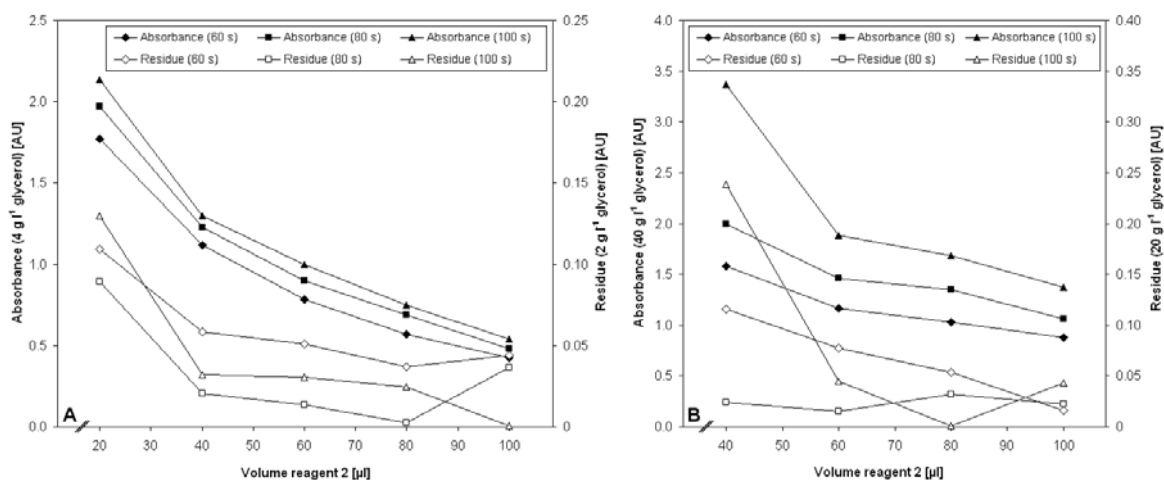 Absorbance (60 s) Absorbance (80 s) Absorbance (100 s)
Residue (60 s) Residue (80 s) Residue (100 s)
2.5
2.0
1.5
1.0
0.5
0.0
Absorbance (4 g l⁻¹ glycerol) [AU]
0.25
0.20
0.15
0.10
0.05
0
Residue (2 g l⁻¹ glycerol) [AU]
A
20 30 40 50 60 70 80 90 100
Volume reagent 2 [µl]
Absorbance (60 s) Absorbance (80 s) Absorbance (100 s)
Residue (60 s) Residue (80 s) Residue (100 s)
4.0
3.5
3.0
2.5
2.0
1.5
1.0
0.5
0.0
Absorbance (40 g l⁻¹ glycerol) [AU]
0.40
0.35
0.30
0.25
0.20
0.15
0.10
0.05
0
Residue (20 g l⁻¹ glycerol) [AU]
B
40 50 60 70 80 90 100
Volume reagent 2 [µl]